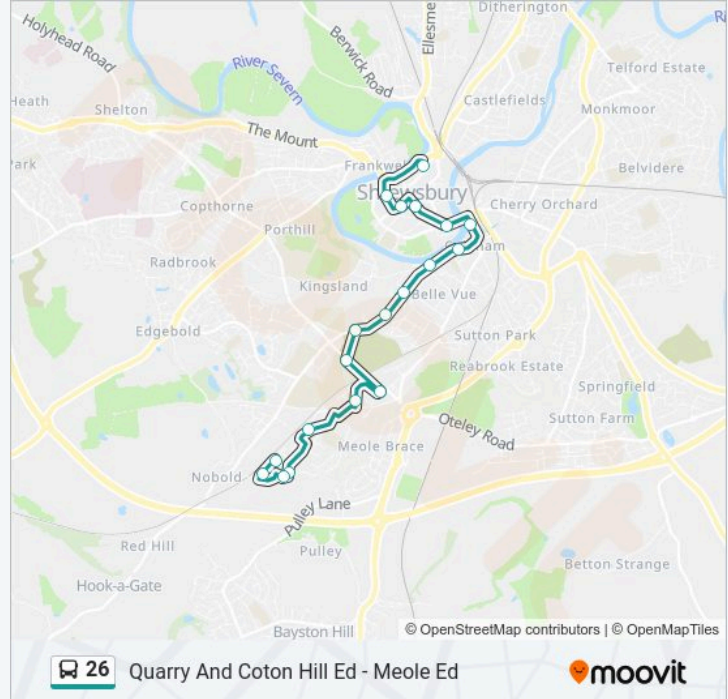 Ditherington
Ellesme
Holyhead Road
Berwick Road
River Severn
Telford Estate
Heath
Shelton
Castlefields
Monkmoor
The Mount
Park
Frankwe
Belvidere
Shrewsbury
Copthorne
Cherry Orchard
Porthill
ham
Radbrook
Kingsland
Belle Vue
Edgebold
Sutton Park
Reabrook Estate
Springfield
Oteley Road
Sutton Farm
Meole Brace
Nobold
Pulley Lane
Red Hill
Pulley
Betton Strange
Hook-a-Gate
Bayston Hill
© OpenStreetMap contributors | © OpenMapTiles
26 Quarry And Coton Hill Ed - Meole Ed
moovit